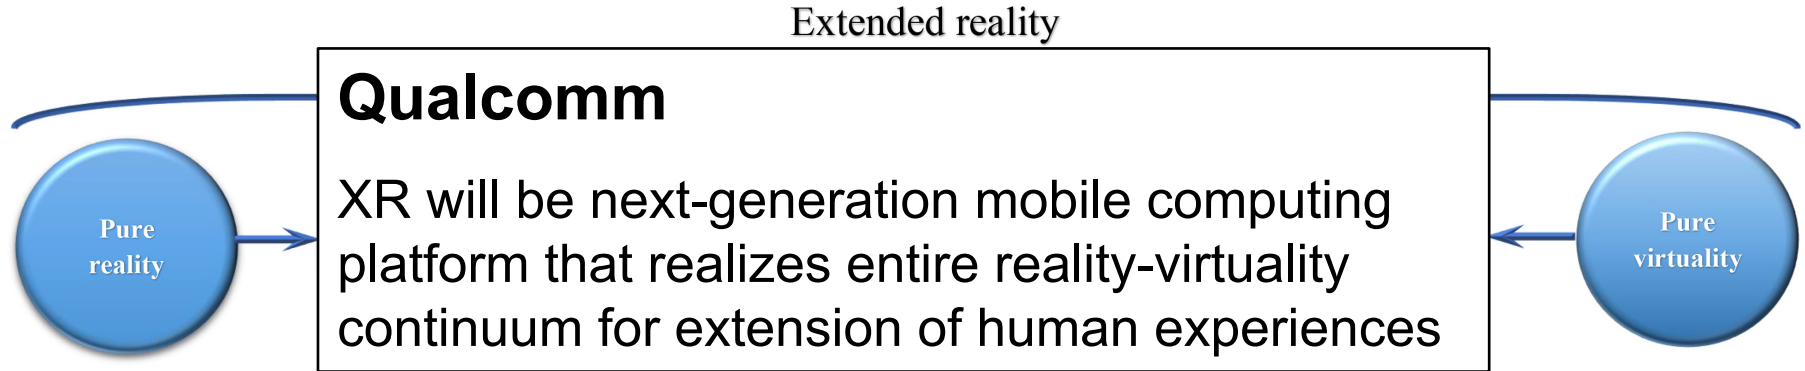 Extended reality
Qualcomm
XR will be next-generation mobile computing
platform that realizes entire reality-virtuality
continuum for extension of human experiences
Pure
reality
Pure
virtuality